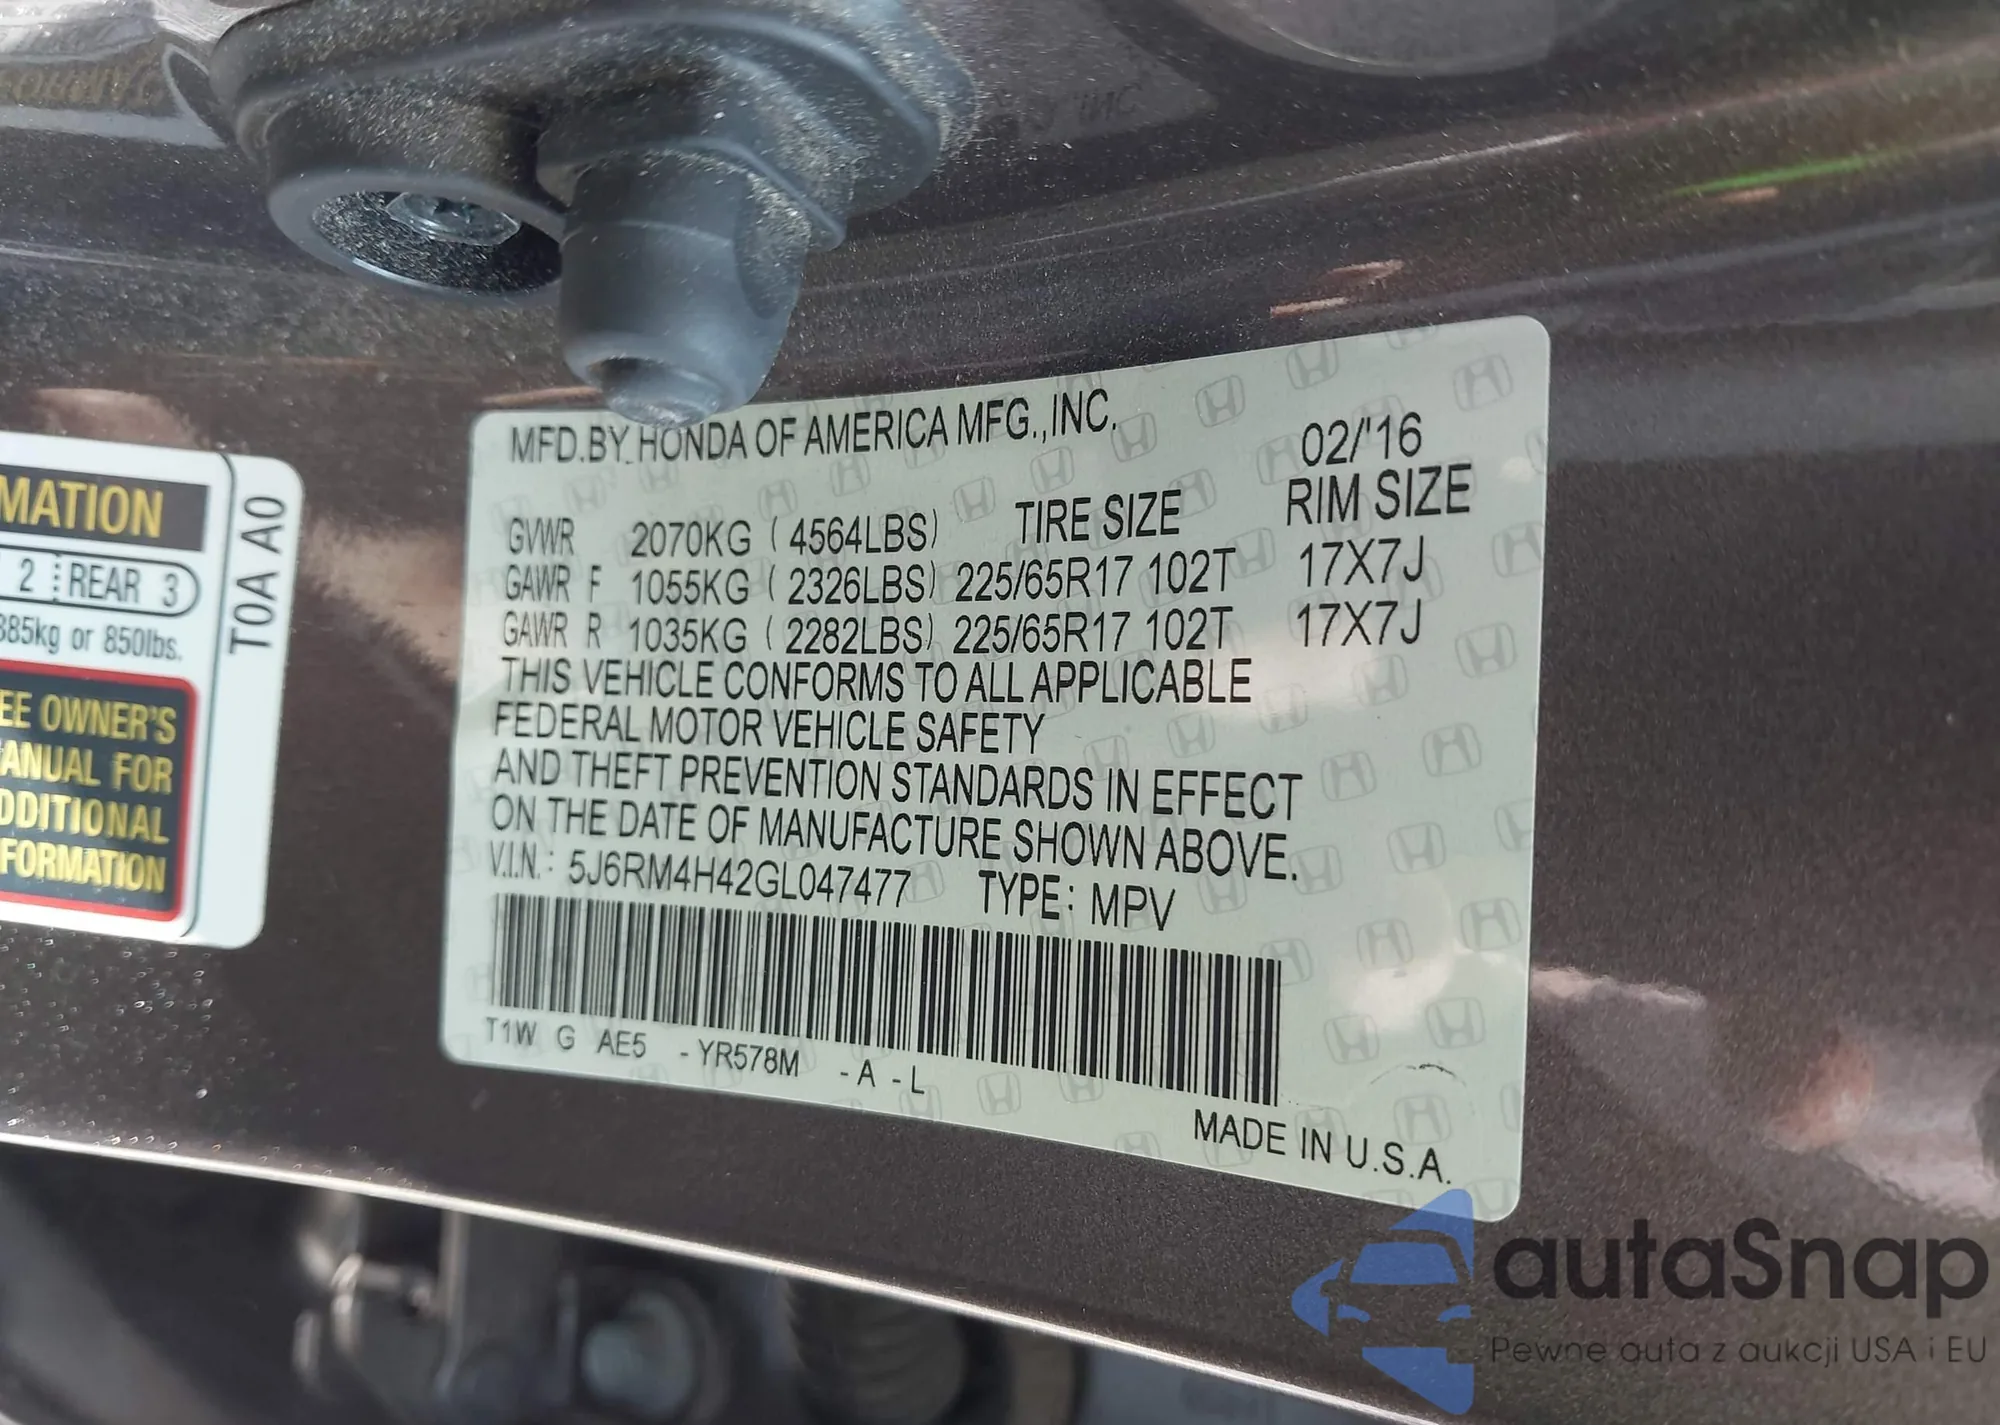 MATION
2 REAR 3
385kg or 850lbs.
EE OWNER'S
ANUAL FOR
DDITIONAL
FORMATION
T0A A0
MFD.BY HONDA OF AMERICA MFG.,INC.
02/'16
GVWR 2070KG (4564LBS) TIRE SIZE RIM SIZE
GAWR F 1055KG (2326LBS) 225/65R17 102T 17X7J
GAWR R 1035KG (2282LBS) 225/65R17 102T 17X7J
THIS VEHICLE CONFORMS TO ALL APPLICABLE
FEDERAL MOTOR VEHICLE SAFETY
AND THEFT PREVENTION STANDARDS IN EFFECT
ON THE DATE OF MANUFACTURE SHOWN ABOVE.
V.I.N.: 5J6RM4H42GL047477 TYPE: MPV
T1W G AE5 -YR578M -A -L
MADE IN U.S.A.
autaSnap
Pewne auta z aukcji USA i EU